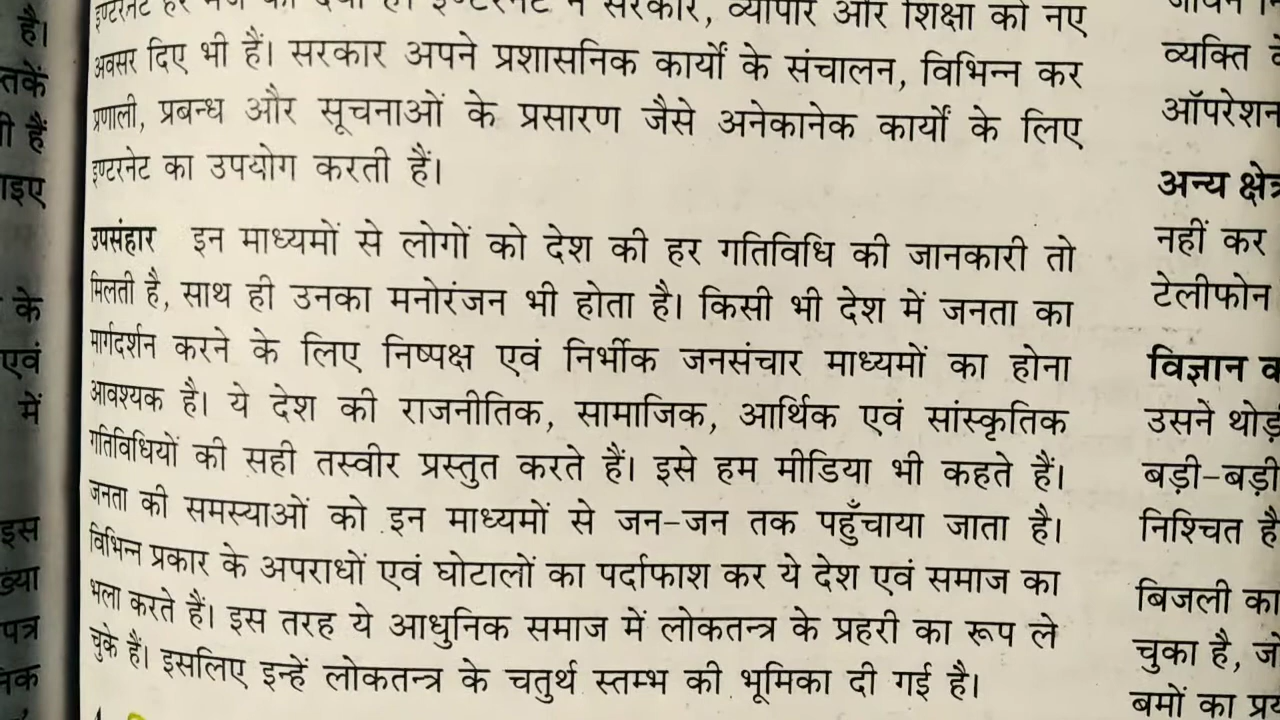 है।
तकें
हैं
के
एवं
में
इस
पत्र
इण्टरनेट ने सरकार, व्यापार और शिक्षा को नए
अवसर दिए भी हैं। सरकार अपने प्रशासनिक कार्यों के संचालन, विभिन्न कर
प्रणाली, प्रबन्ध और सूचनाओं के प्रसारण जैसे अनेकानेक कार्यों के लिए
इण्टरनेट का उपयोग करती हैं।
उपसंहार इन माध्यमों से लोगों को देश की हर गतिविधि की जानकारी तो
मिलती है, साथ ही उनका मनोरंजन भी होता है। किसी भी देश में जनता का
मार्गदर्शन करने के लिए निष्पक्ष एवं निर्भीक जनसंचार माध्यमों का होना
आवश्यक है। ये देश की राजनीतिक, सामाजिक, आर्थिक एवं सांस्कृतिक
गतिविधियों की सही तस्वीर प्रस्तुत करते हैं। इसे हम मीडिया भी कहते हैं।
जनता की समस्याओं को इन माध्यमों से जन-जन तक पहुँचाया जाता है।
विभिन्न प्रकार के अपराधों एवं घोटालों का पर्दाफाश कर ये देश एवं समाज का
भला करते हैं। इस तरह ये आधुनिक समाज में लोकतन्त्र के प्रहरी का रूप ले
चुके हैं। इसलिए इन्हें लोकतन्त्र के चतुर्थ स्तम्भ की भूमिका दी गई है।
व्यक्ति
ऑपरेशन
अन्य क्षेत्र
नहीं कर
टेलीफोन
विज्ञान
उसने थोड़
बड़ी-बड़ी
निश्चित है
बिजली का
चुका है,
बमों का